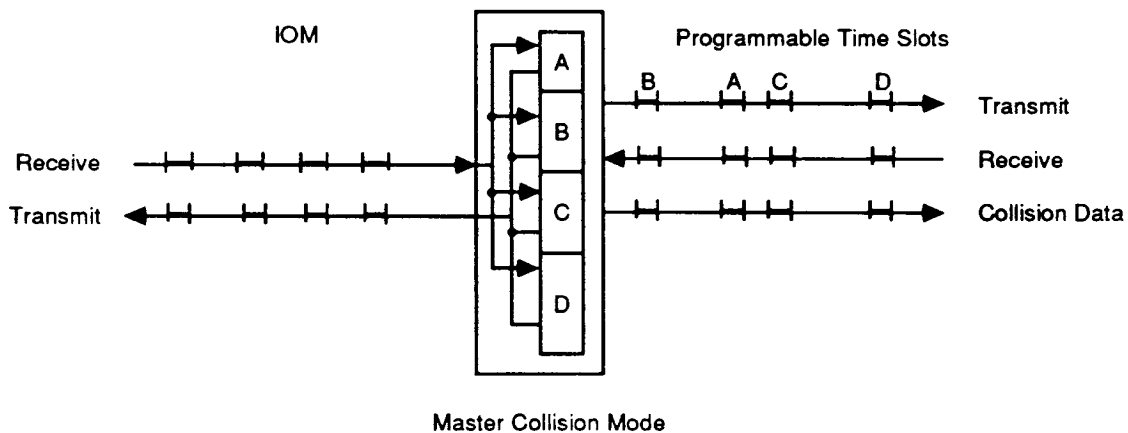 IOM
Programmable Time Slots
A
B
C
D
B A C D
Transmit
Receive
Receive
Transmit
Collision Data
Master Collision Mode